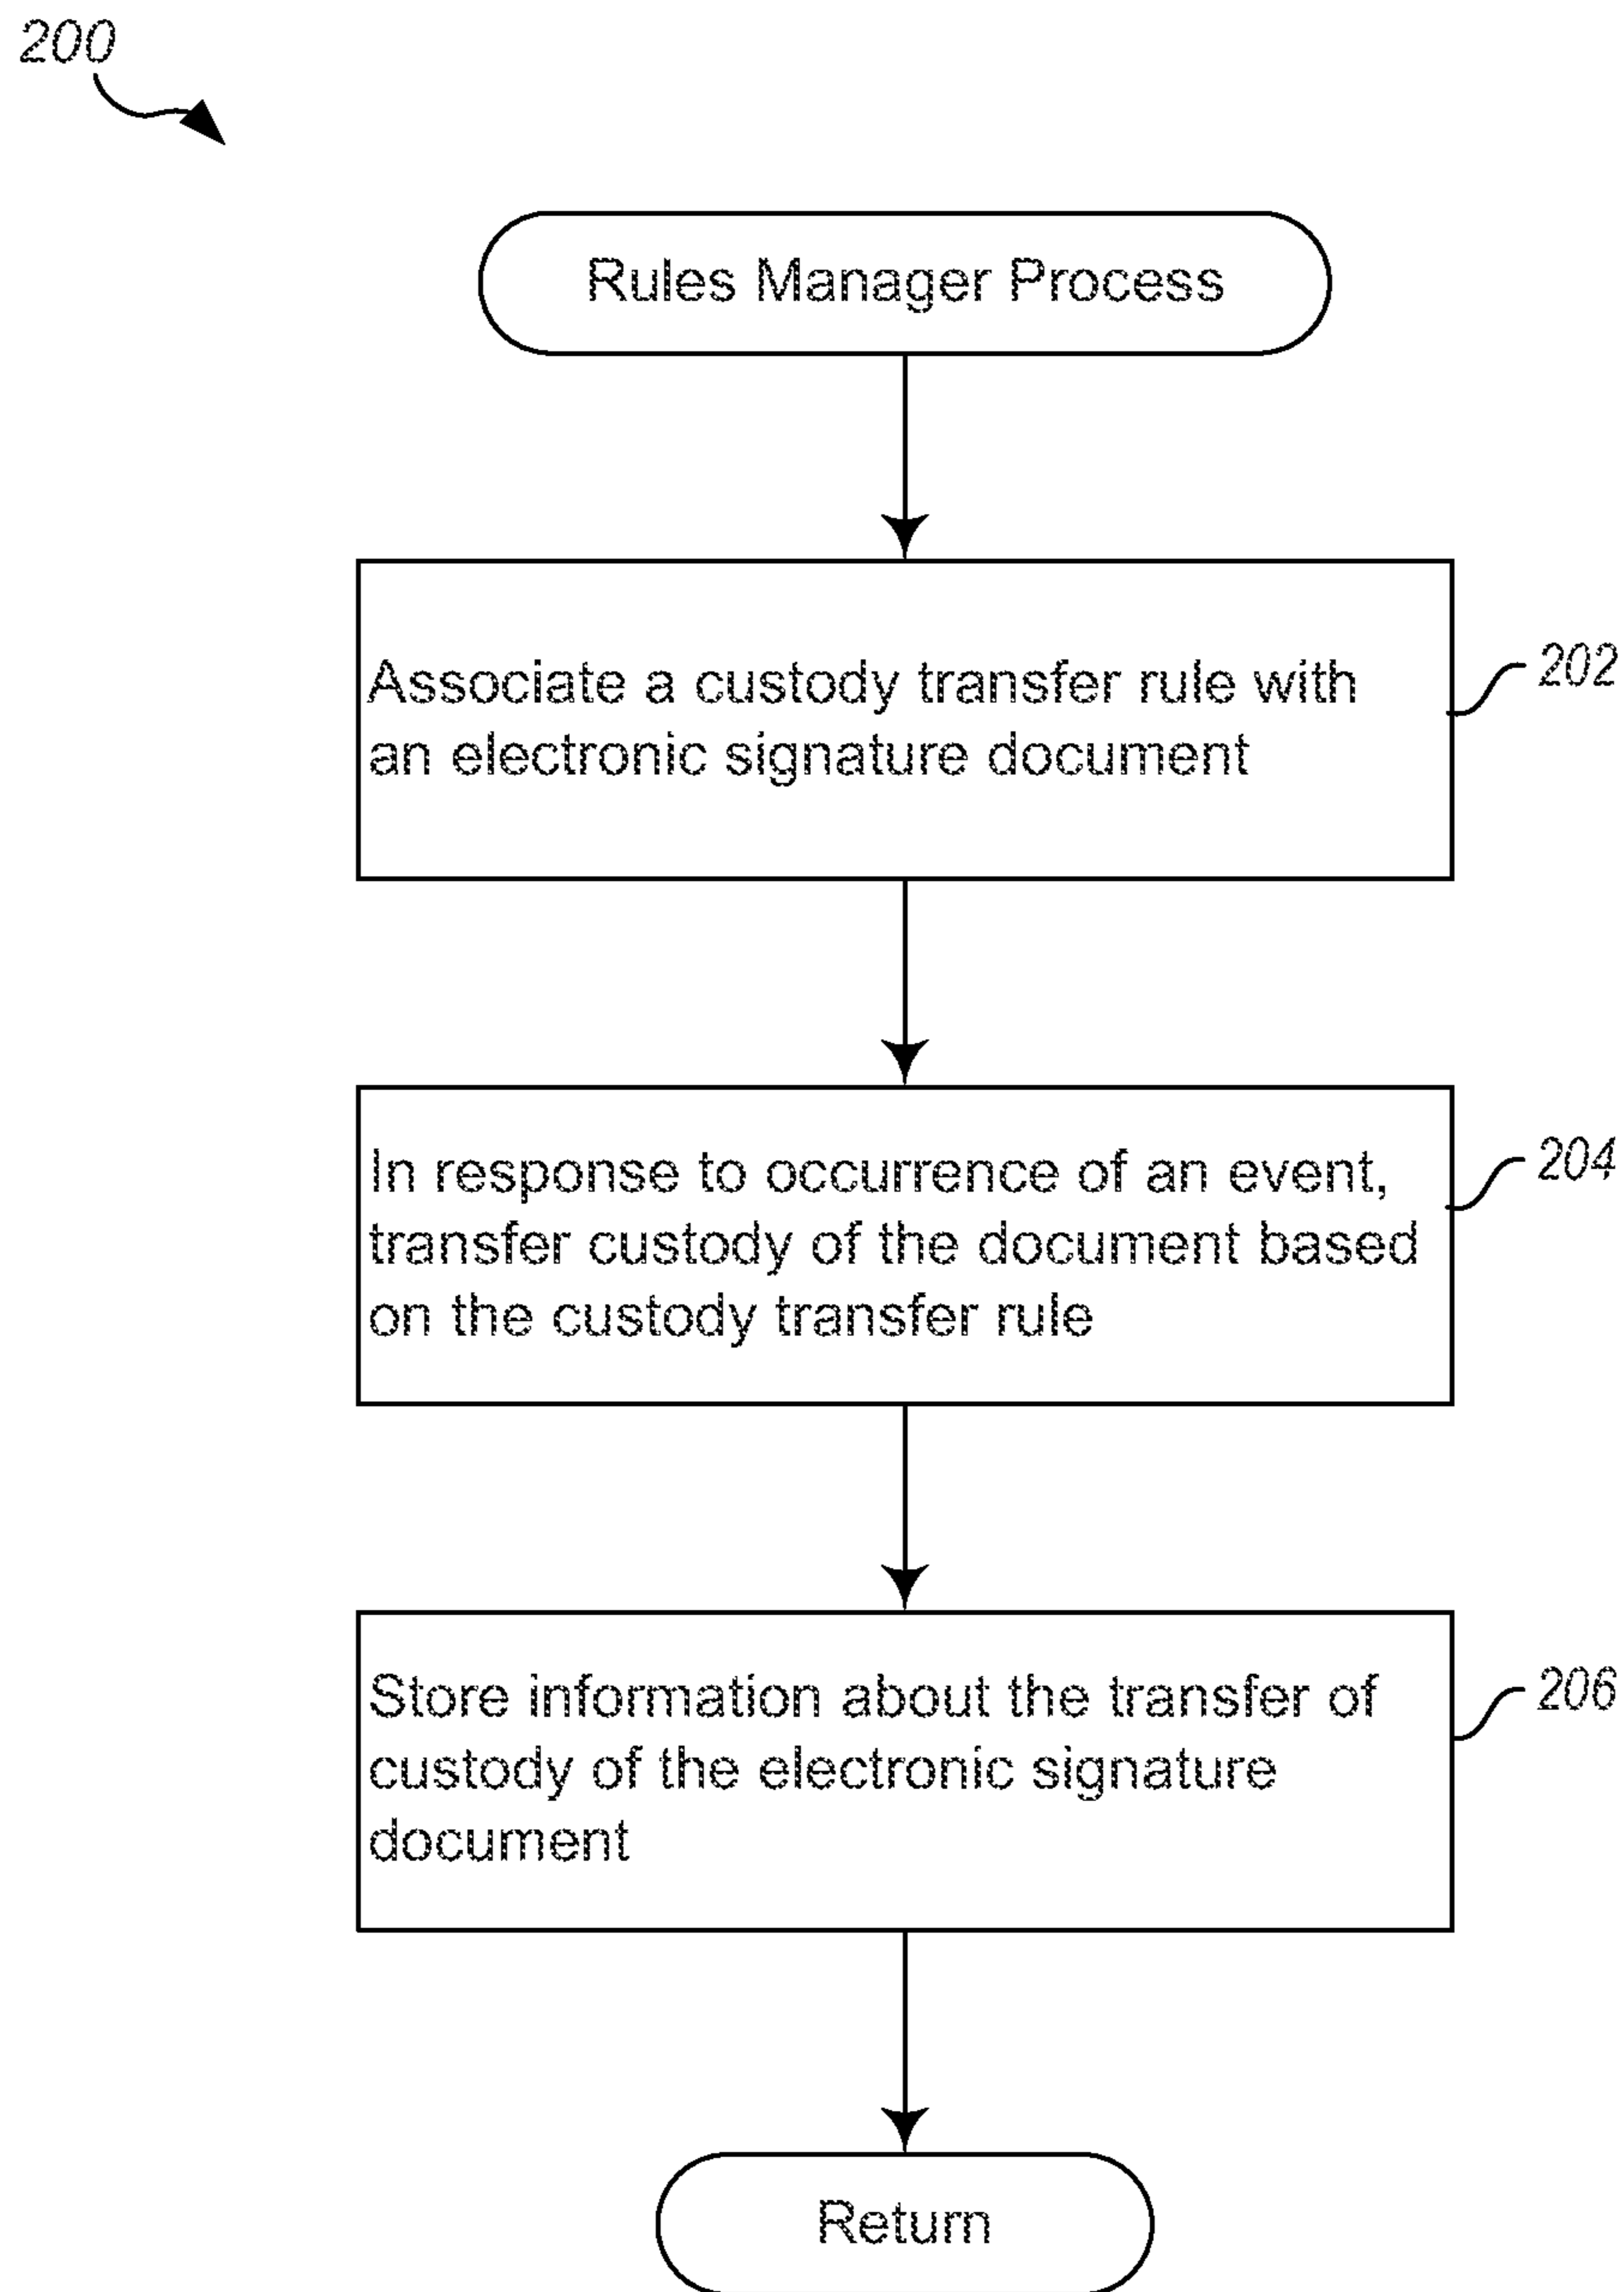 200
Rules Manager Process
Associate a custody transfer rule with
an electronic signature document
202
In response to occurrence of an event,
transfer custody of the document based
on the custody transfer rule
204
Store information about the transfer of
custody of the electronic signature
document
206
Return